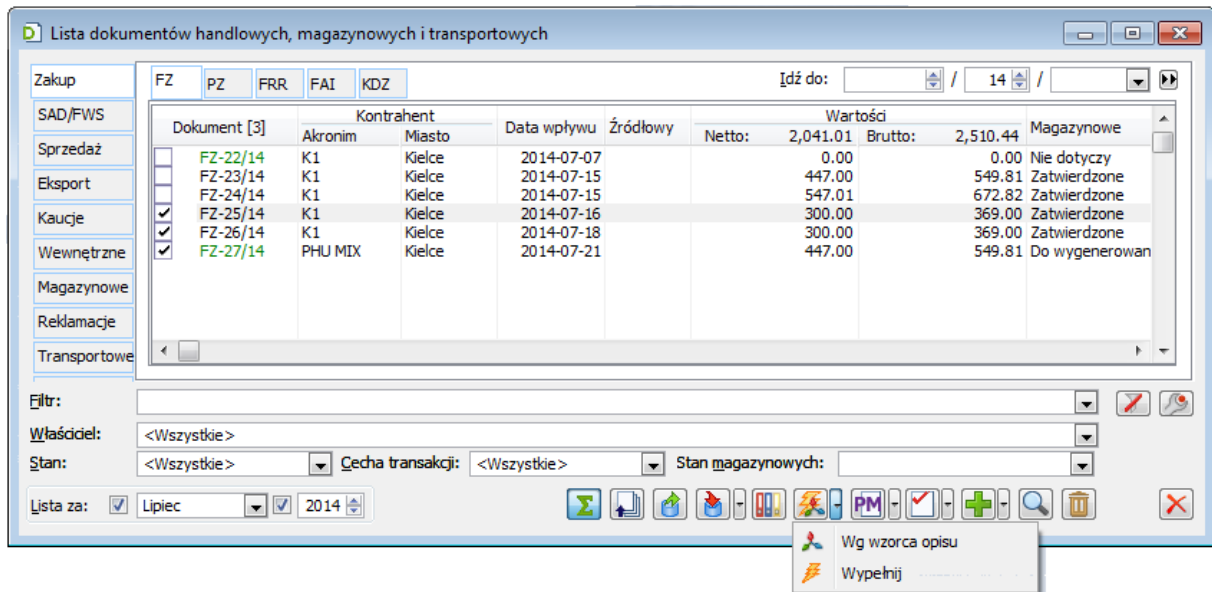 Lista dokumentów handlowych, magazynowych i transportowych
Zakup FZ PZ FRR FAI KDZ Idź do: / 14 /
SAD/FWS
Sprzedaż
Eksport
Kaucje
Wewnętrzne
Magazynowe
Reklamacje
Transportowe
Dokument [3] Kontrahent Data wpływu Źródłowy Wartości Magazynowe
Akronim Miasto Netto: 2,041.01 Brutto: 2,510.44
FZ-22/14 K1 Kielce 2014-07-07 0.00 0.00 Nie dotyczy
FZ-23/14 K1 Kielce 2014-07-15 447.00 549.81 Zatwierdzone
FZ-24/14 K1 Kielce 2014-07-15 547.01 672.82 Zatwierdzone
FZ-25/14 K1 Kielce 2014-07-16 300.00 369.00 Zatwierdzone
FZ-26/14 K1 Kielce 2014-07-18 300.00 369.00 Zatwierdzone
FZ-27/14 PHU MIX Kielce 2014-07-21 447.00 549.81 Do wygenerowan
Filtr:
Właściciel: <Wszystkie>
Stan: <Wszystkie> Cecha transakcji: <Wszystkie> Stan magazynowych:
Lista za: Lipiec 2014 Σ PM
Wg wzorca opisu
Wypełnij